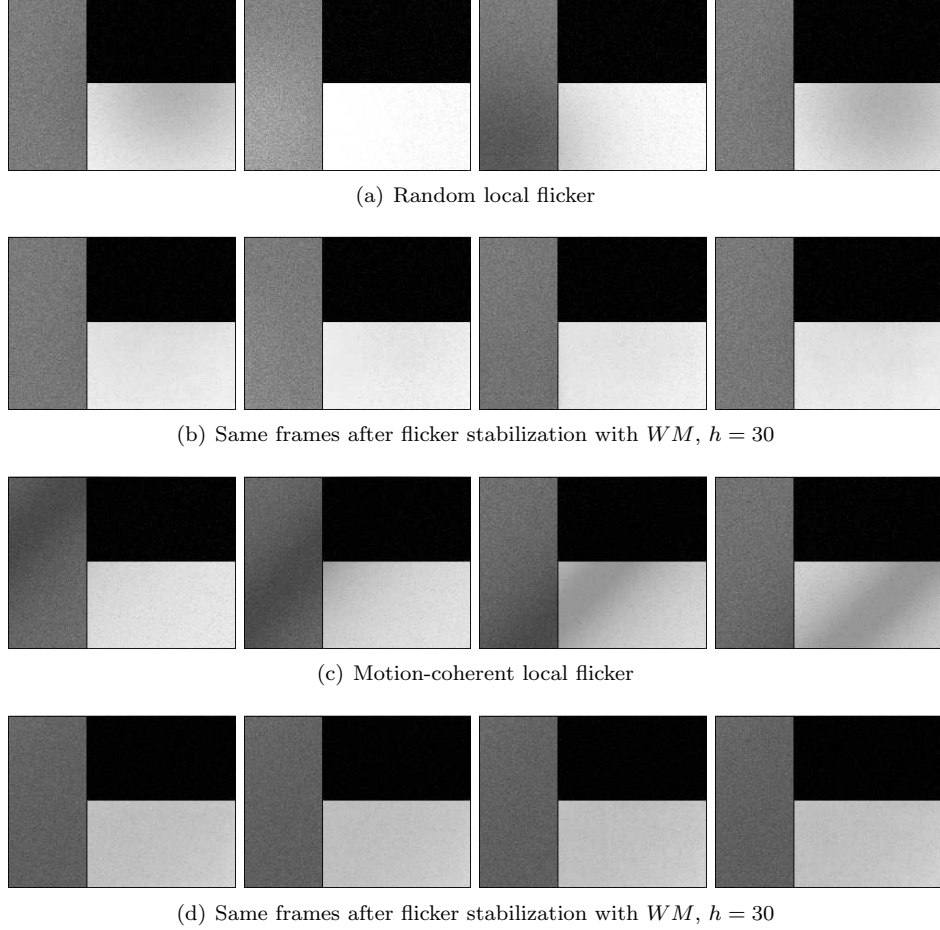 (a) Random local flicker
(b) Same frames after flicker stabilization with WM, h = 30
(c) Motion-coherent local flicker
(d) Same frames after flicker stabilization with WM, h = 30